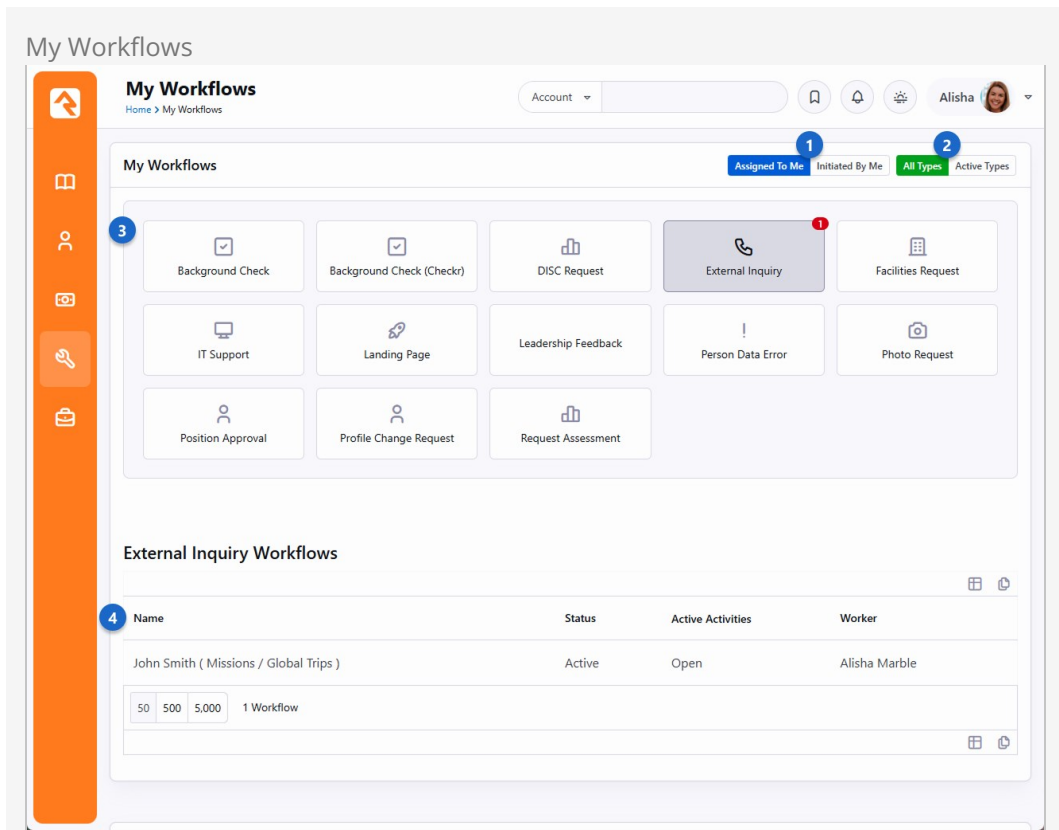 My Workflows
My Workflows
Home > My Workflows
Account
Alisha
My Workflows
1
2
Assigned To Me Initiated By Me All Types Active Types
3
1
Background Check Background Check (Checkr) DISC Request External Inquiry Facilities Request
IT Support Landing Page Leadership Feedback Person Data Error Photo Request
Position Approval Profile Change Request Request Assessment
External Inquiry Workflows
4
Name Status Active Activities Worker
John Smith ( Missions / Global Trips ) Active Open Alisha Marble
50 500 5,000 1 Workflow